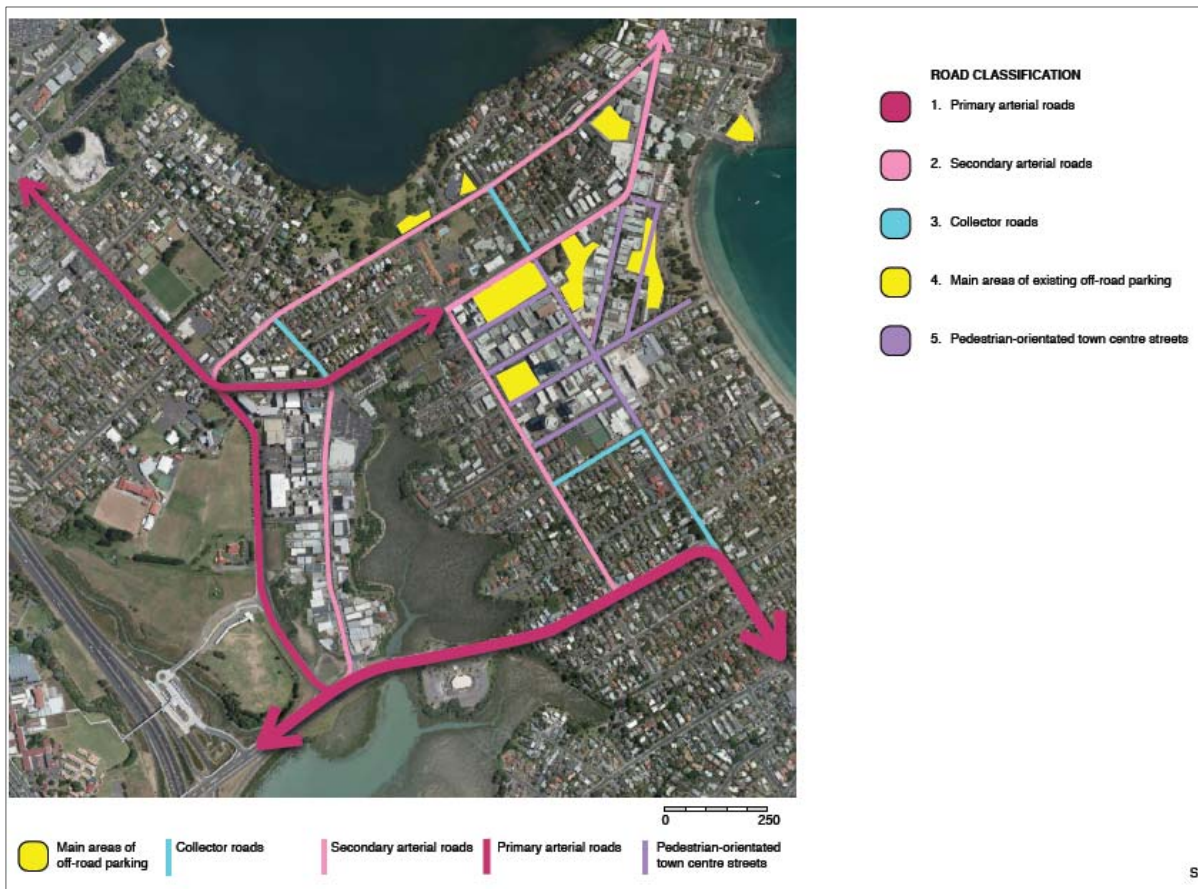 ROAD CLASSIFICATION
1. Primary arterial roads
2. Secondary arterial roads
3. Collector roads
4. Main areas of existing off-road parking
5. Pedestrian-orientated town centre streets
0 250
Main areas of
off-road parking
Collector roads
Secondary arterial roads
Primary arterial roads
Pedestrian-orientated
town centre streets
S